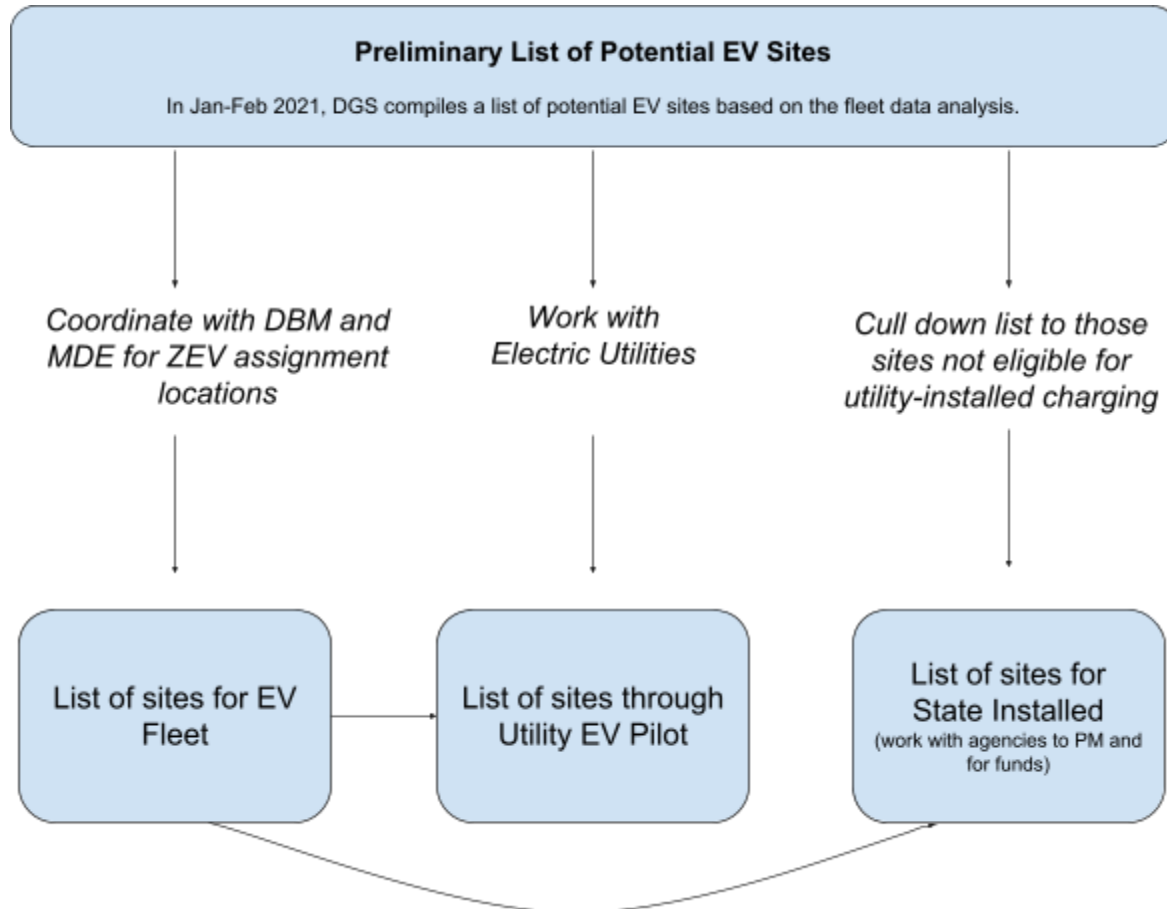 Preliminary List of Potential EV Sites
In Jan-Feb 2021, DGS compiles a list of potential EV sites based on the fleet data analysis.
Coordinate with DBM and
MDE for ZEV assignment
locations
Work with
Electric Utilities
Cull down list to those
sites not eligible for
utility-installed charging
List of sites for EV
Fleet
List of sites through
Utility EV Pilot
List of sites for
State Installed
(work with agencies to PM and
for funds)